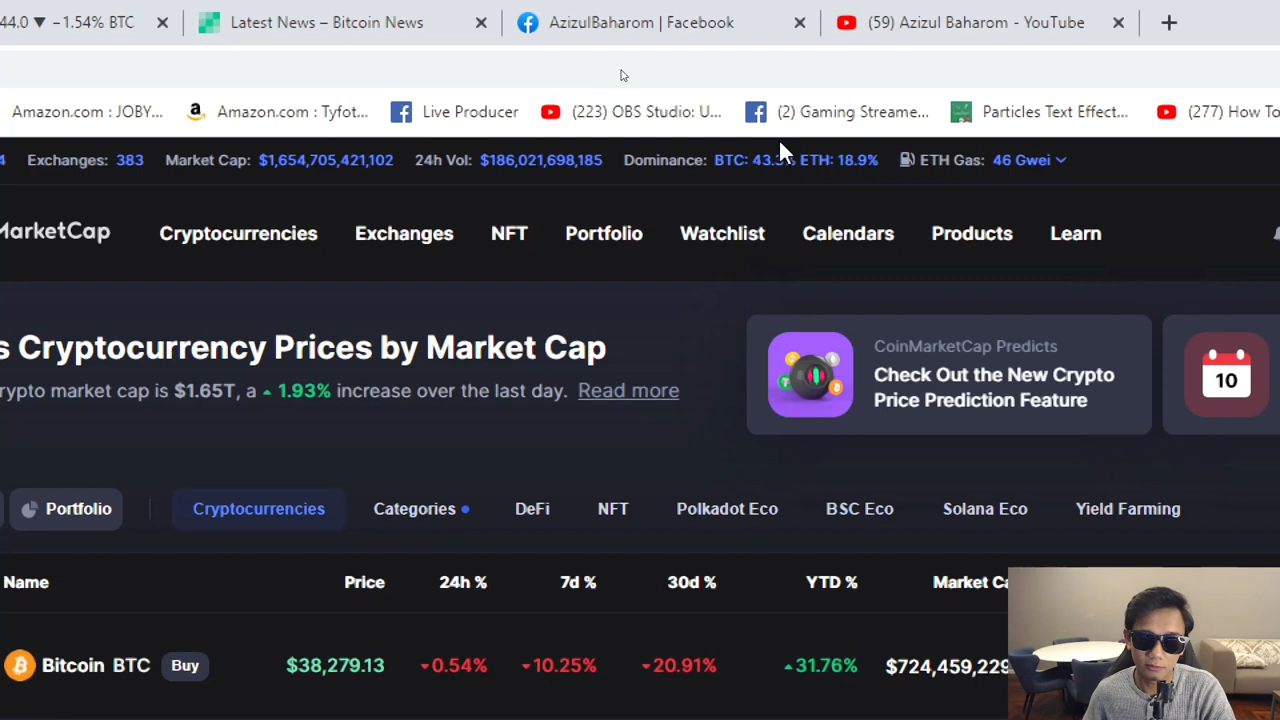 44.0 ▼ −1.54% BTC Latest News – Bitcoin News AzizulBaharom | Facebook (59) Azizul Baharom - YouTube
Amazon.com : JOBY... Amazon.com : Tyfot... Live Producer (223) OBS Studio: U... (2) Gaming Streame... Particles Text Effect... (277) How To
4 Exchanges: 383 Market Cap: $1,654,705,421,102 24h Vol: $186,021,698,185 Dominance: BTC: 43. ETH: 18.9% ETH Gas: 46 Gwei
MarketCap Cryptocurrencies Exchanges NFT Portfolio Watchlist Calendars Products Learn
s Cryptocurrency Prices by Market Cap
crypto market cap is $1.65T, a 1.93% increase over the last day. Read more
CoinMarketCap Predicts
Check Out the New Crypto
Price Prediction Feature
10
Portfolio Cryptocurrencies Categories DeFi NFT Polkadot Eco BSC Eco Solana Eco Yield Farming
Name Price 24h % 7d % 30d % YTD % Market Ca
Bitcoin BTC Buy $38,279.13 0.54% 10.25% 20.91% 31.76% $724,459,229